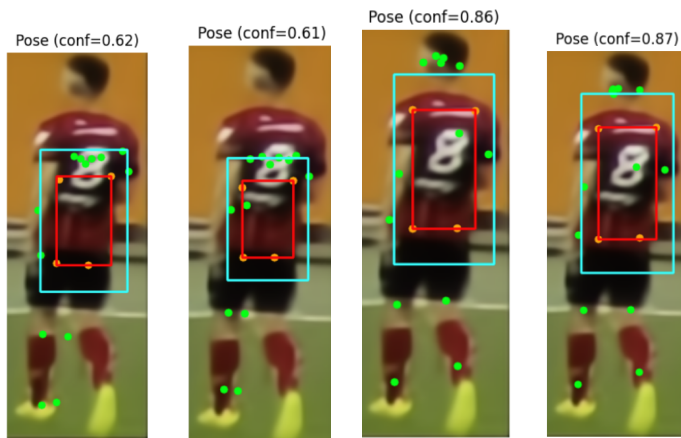 Pose (conf=0.62)
Pose (conf=0.61)
Pose (conf=0.86)
Pose (conf=0.87)
8
8
8
8